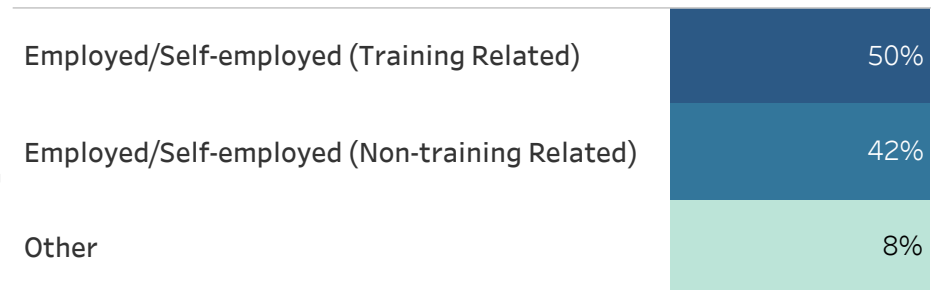 Employed/Self-employed (Training Related) 50%
Employed/Self-employed (Non-training Related) 42%
Other 8%